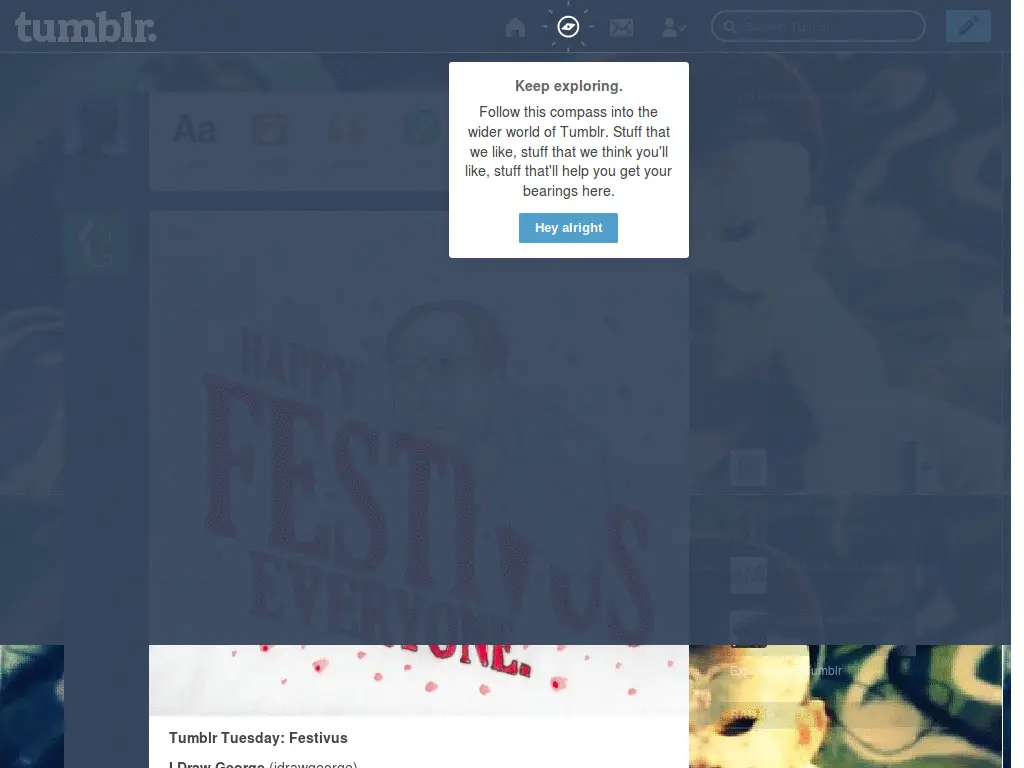 tumblr.
Search Tumblr
Keep exploring.
Follow this compass into the
wider world of Tumblr. Stuff that
we like, stuff that we think you'll
like, stuff that'll help you get your
bearings here.
Hey alright
Aa
HAPPY
FESTIVUS
EVERYONE.
Tumblr Tuesday: Festivus
I Draw George (idrawgeorge)